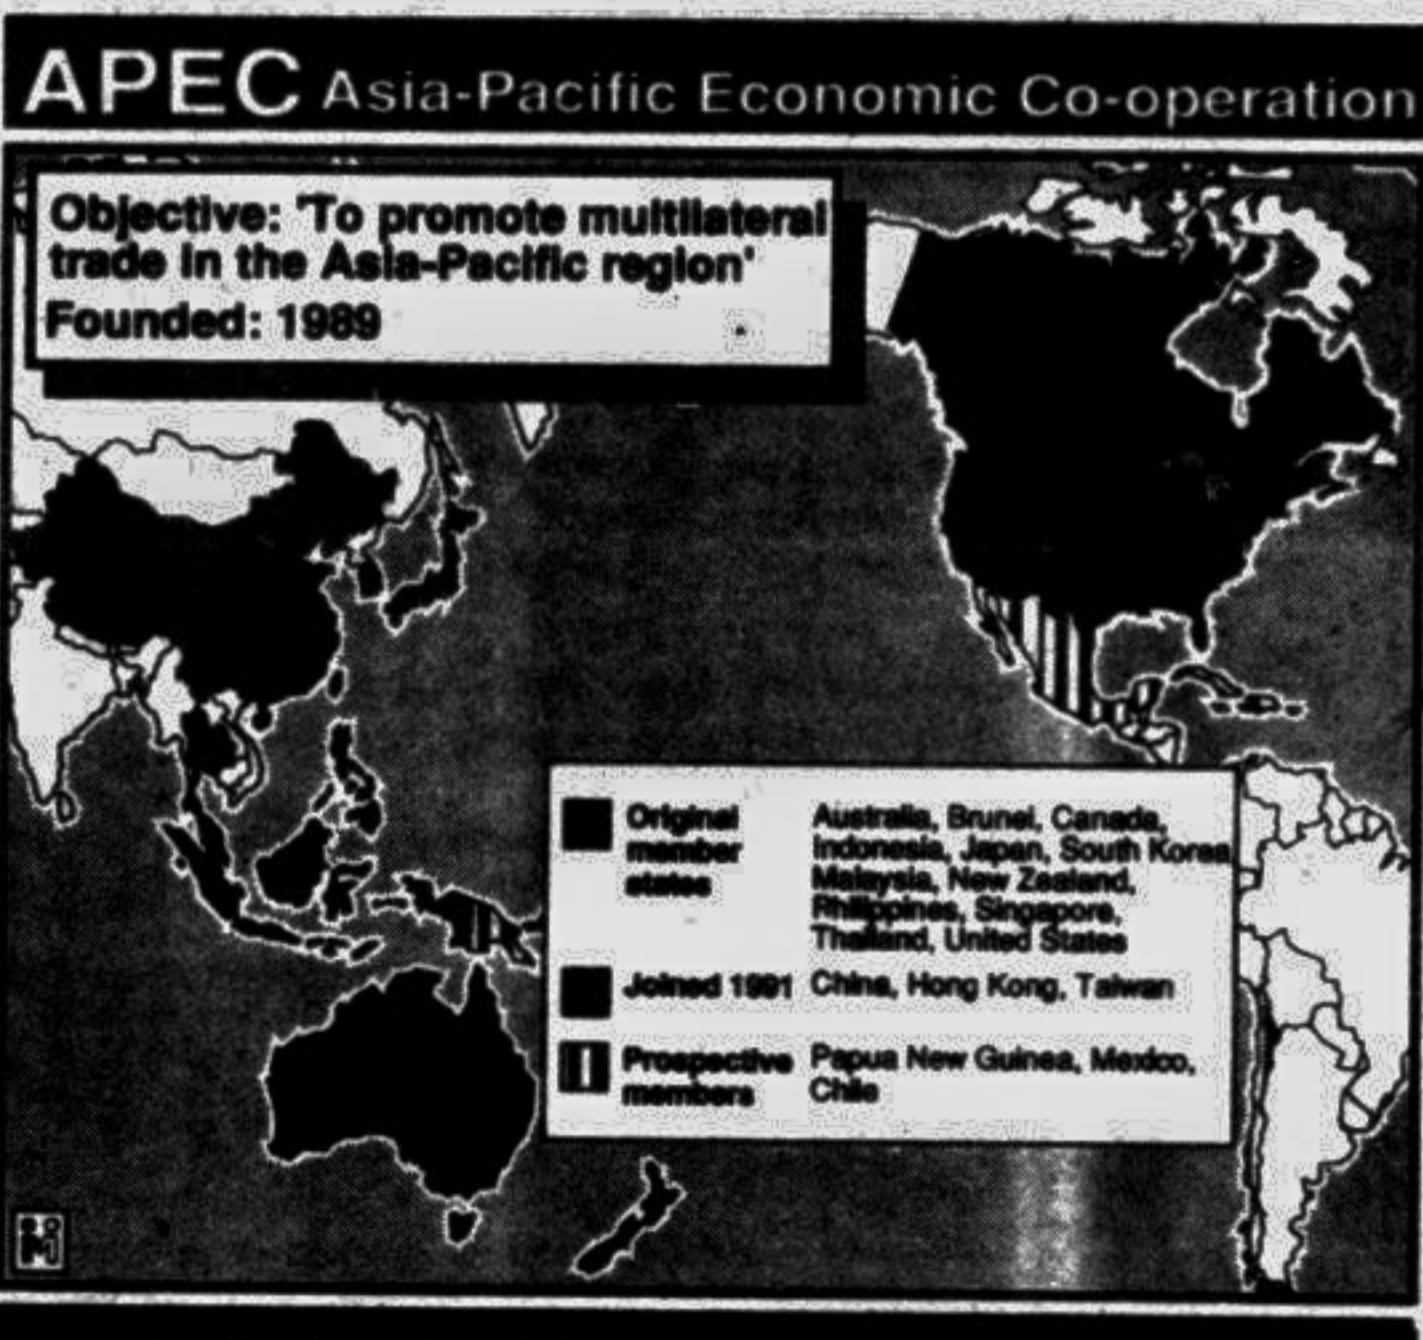 APEC Asia-Pacific Economic Co-operation
Objective: 'To promote multilateral
trade in the Asia-Pacific region'
Founded: 1989
Original
member
states
Australia, Brunei, Canada,
Indonesia, Japan, South Korea
Malaysia, New Zealand,
Philippines, Singapore,
Thailand, United States
Joined 1991 China, Hong Kong, Taiwan
Prospective
members
Papua New Guinea, Mexico,
Chile